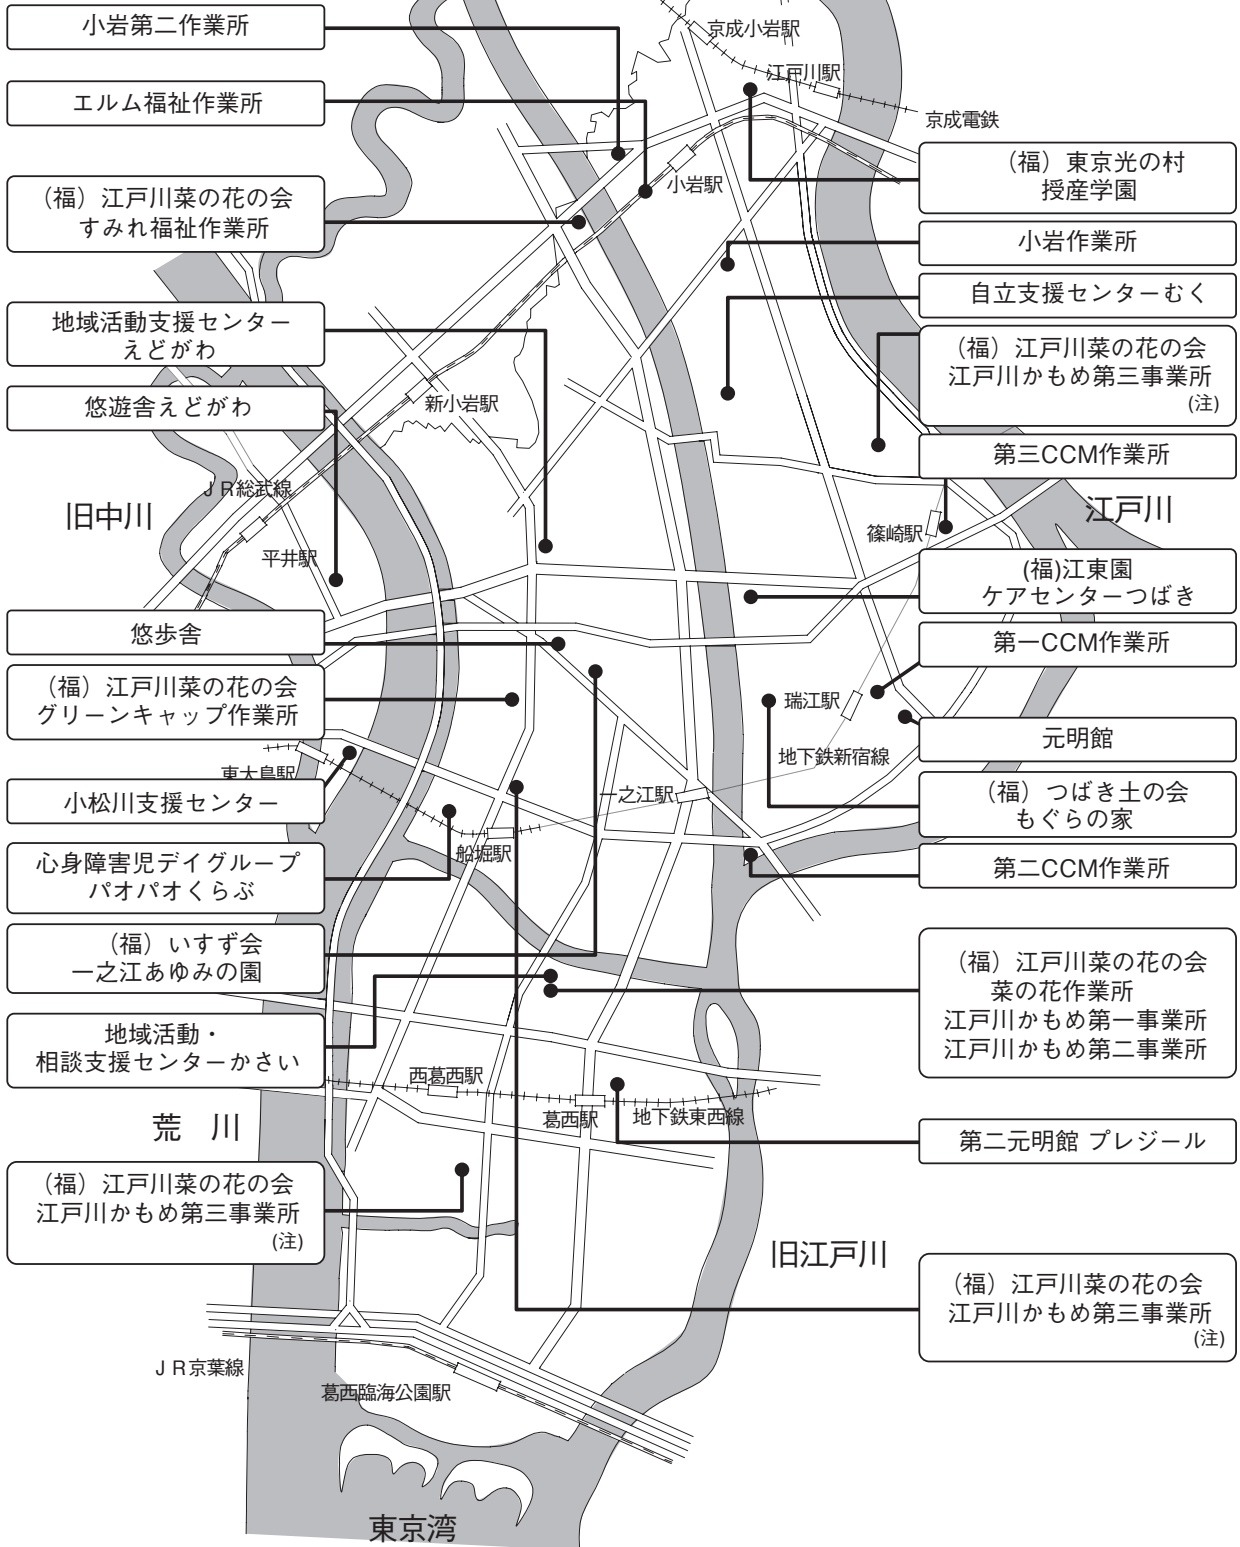 小岩第二作業所
エルム福祉作業所
（福）江戸川菜の花の会
すみれ福祉作業所
地域活動支援センター
えどがわ
悠遊舎えどがわ
旧中川
悠歩舎
（福）江戸川菜の花の会
グリーンキャップ作業所
小松川支援センター
心身障害児デイグループ
パオパオくらぶ
（福）いすず会
一之江あゆみの園
地域活動・
相談支援センターかさい
荒　川
（福）江戸川菜の花の会
江戸川かもめ第三事業所
(注)
京成小岩駅
江戸川駅
京成電鉄
小岩駅
新小岩駅
ＪＲ総武線
平井駅
篠崎駅
瑞江駅
地下鉄新宿線
東大島駅
一之江駅
船堀駅
西葛西駅
葛西駅
地下鉄東西線
ＪＲ京葉線
葛西臨海公園駅
東京湾
（福）東京光の村
授産学園
小岩作業所
自立支援センターむく
（福）江戸川菜の花の会
江戸川かもめ第三事業所
(注)
第三CCM作業所
江戸川
(福)江東園
ケアセンターつばき
第一CCM作業所
元明館
（福）つばき土の会
もぐらの家
第二CCM作業所
（福）江戸川菜の花の会
菜の花作業所
江戸川かもめ第一事業所
江戸川かもめ第二事業所
第二元明館 プレジール
旧江戸川
（福）江戸川菜の花の会
江戸川かもめ第三事業所
(注)